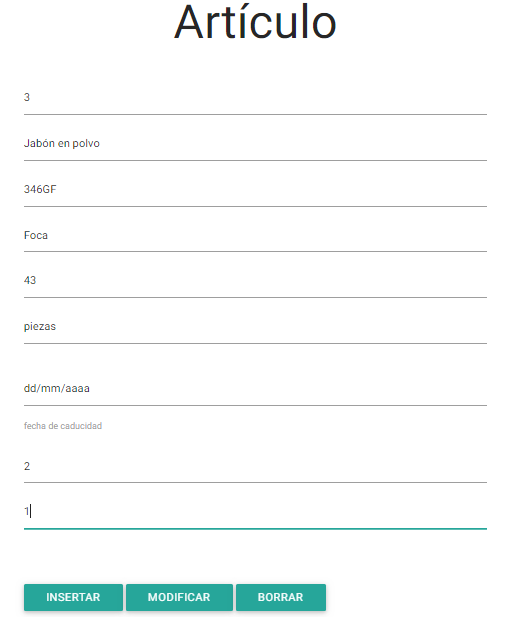 Artículo
3
Jabón en polvo
346GF
Foca
43
piezas
dd/mm/aaaa
fecha de caducidad
2
1
INSERTAR MODIFICAR BORRAR